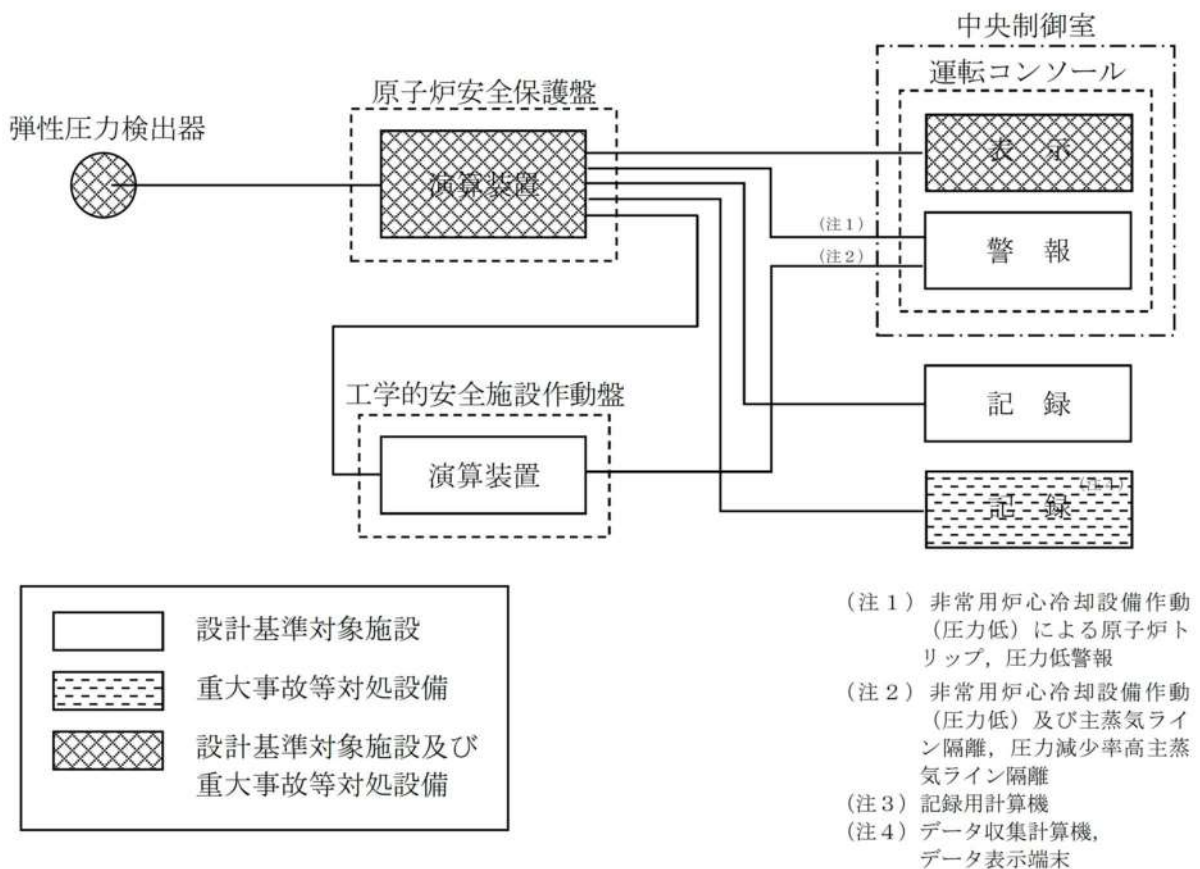 中央制御室
運転コンソール
原子炉安全保護盤
弾性圧力検出器
表 示
演算装置
(注1)
警 報
(注2)
工学的安全施設作動盤
記 録
演算装置
(注4)
記 録
設計基準対象施設
重大事故等対処設備
設計基準対象施設及び
重大事故等対処設備
(注1) 非常用炉心冷却設備作動
(圧力低)による原子炉ト
リップ,圧力低警報
(注2) 非常用炉心冷却設備作動
(圧力低)及び主蒸気ライ
ン隔離,圧力減少率高主蒸
気ライン隔離
(注3) 記録用計算機
(注4) データ収集計算機,
データ表示端末